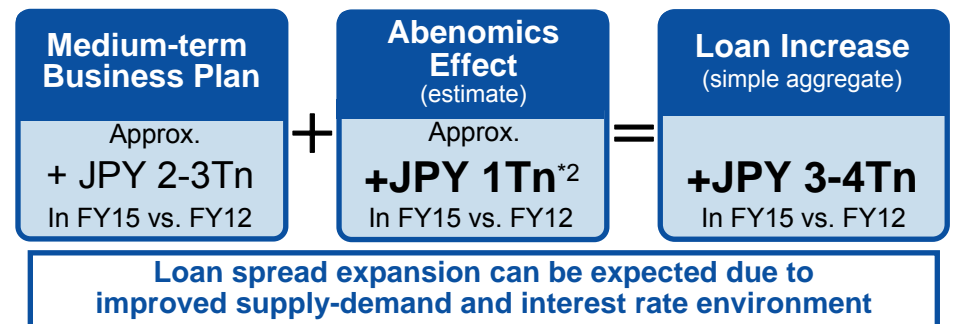 Medium-term
Business Plan
Approx.
+ JPY 2-3Tn
In FY15 vs. FY12
+
Abenomics
Effect
(estimate)
Approx.
+JPY 1Tn*2
In FY15 vs. FY12
=
Loan Increase
(simple aggregate)
+JPY 3-4Tn
In FY15 vs. FY12
Loan spread expansion can be expected due to
improved supply-demand and interest rate environment